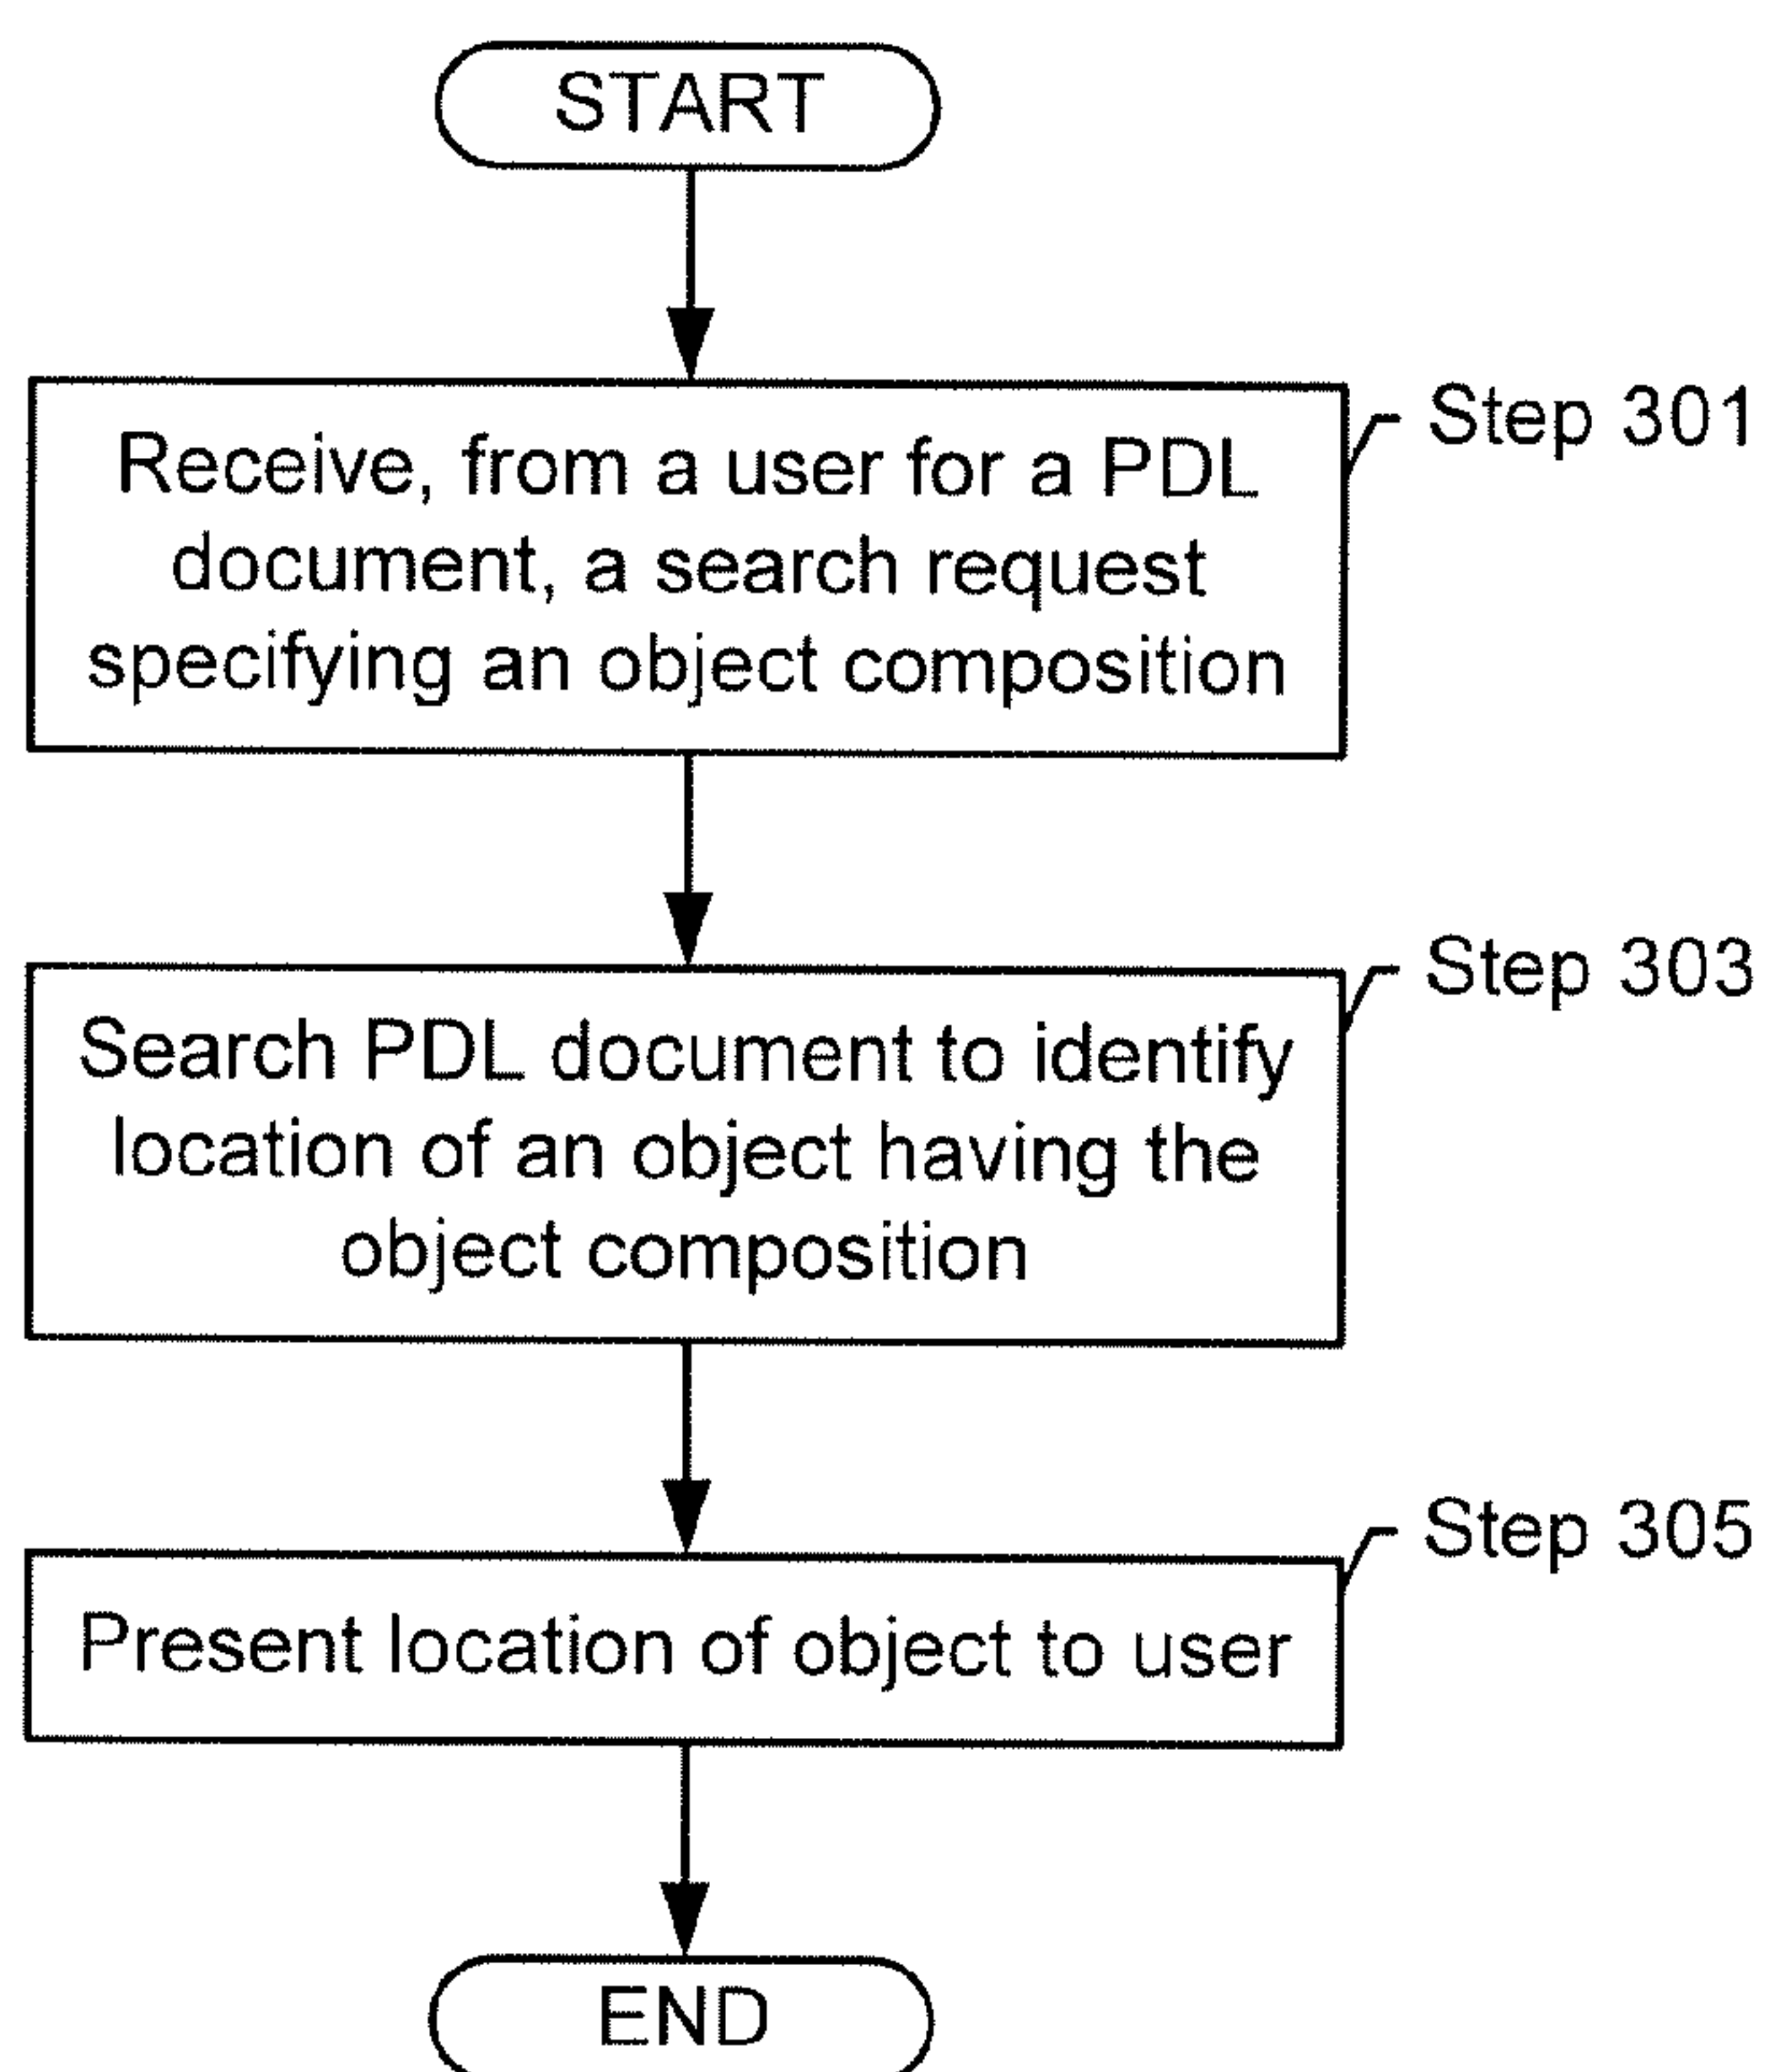 START
Step 301
Receive, from a user for a PDL
document, a search request
specifying an object composition
Step 303
Search PDL document to identify
location of an object having the
object composition
Step 305
Present location of object to user
END